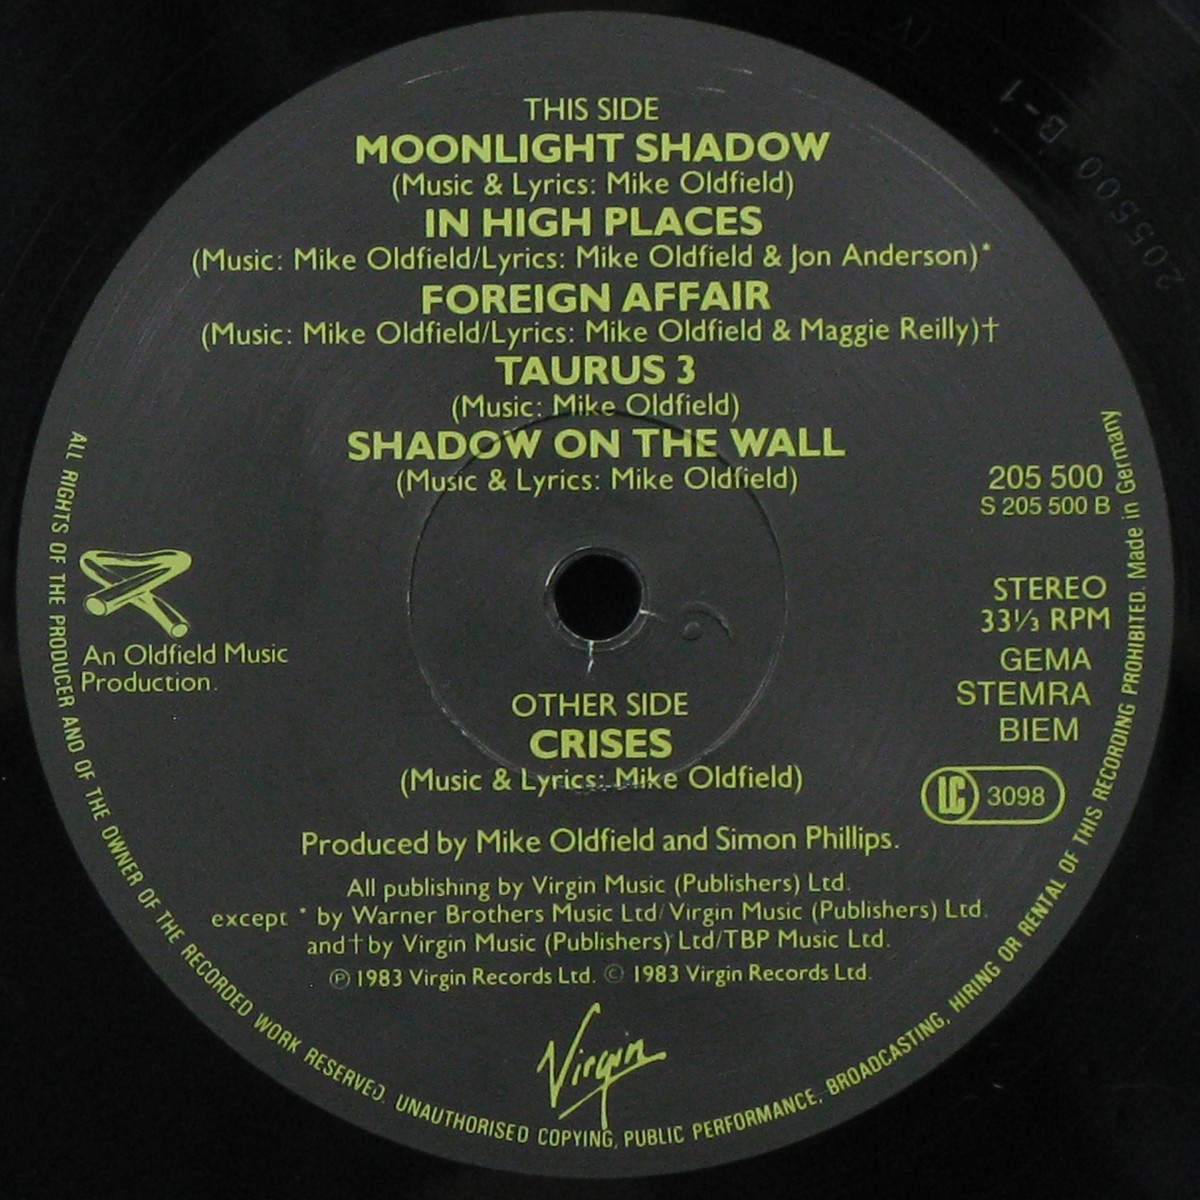 THIS SIDE
MOONLIGHT SHADOW
(Music & Lyrics: Mike Oldfield)
IN HIGH PLACES
(Music: Mike Oldfield/Lyrics: Mike Oldfield & Jon Anderson)*
FOREIGN AFFAIR
(Music: Mike Oldfield/Lyrics: Mike Oldfield & Maggie Reilly)†
TAURUS 3
(Music: Mike Oldfield)
SHADOW ON THE WALL
(Music & Lyrics: Mike Oldfield)
205 500
S 205 500 B
STEREO
33⅓ RPM
GEMA
STEMRA
BIEM
LC 3098
An Oldfield Music
Production.
OTHER SIDE
CRISES
(Music & Lyrics: Mike Oldfield)
Produced by Mike Oldfield and Simon Phillips.
All publishing by Virgin Music (Publishers) Ltd.
except * by Warner Brothers Music Ltd/Virgin Music (Publishers) Ltd.
and † by Virgin Music (Publishers) Ltd/TBP Music Ltd.
℗ 1983 Virgin Records Ltd. © 1983 Virgin Records Ltd.
Virgin
ALL RIGHTS OF THE PRODUCER AND OF THE OWNER OF THE RECORDED WORK RESERVED. UNAUTHORISED COPYING, PUBLIC PERFORMANCE, BROADCASTING, HIRING OR RENTAL OF THIS RECORDING PROHIBITED. Made in Germany
205500 B-1
IV